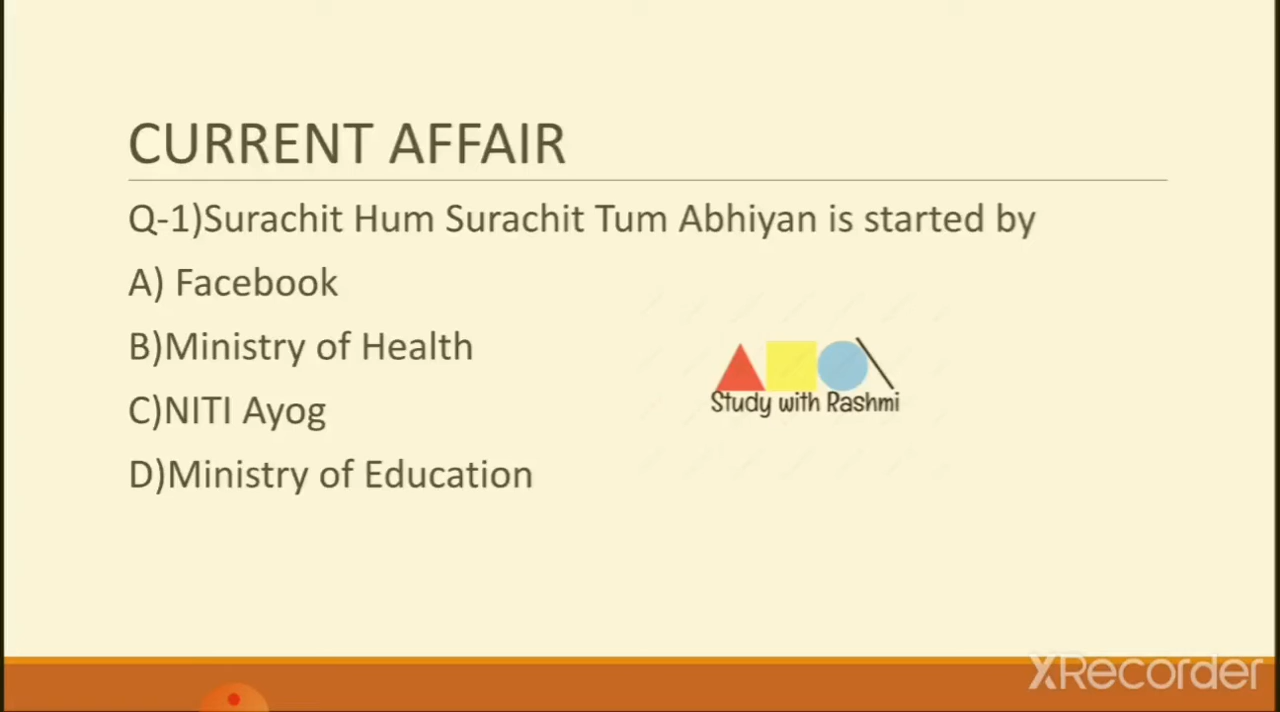 CURRENT AFFAIR
Q-1)Surachit Hum Surachit Tum Abhiyan is started by
A) Facebook
B)Ministry of Health
C)NITI Ayog
D)Ministry of Education
Study with Rashmi
XRecorder